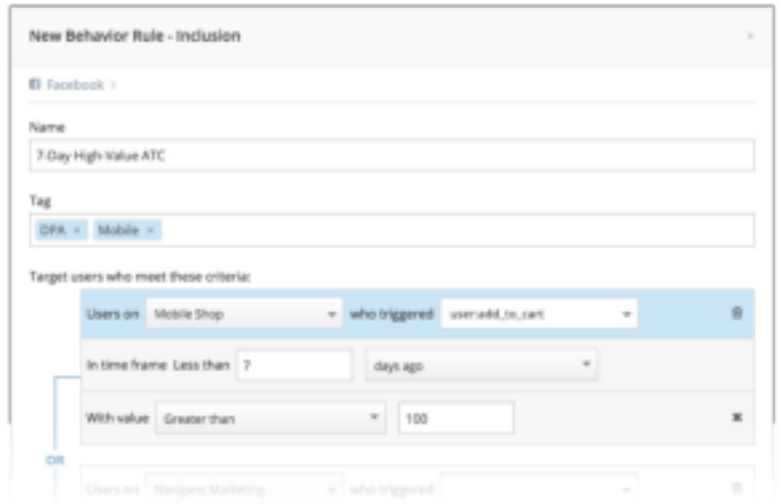 New Behavior Rule - Inclusion ×
Facebook >
Name
7-Day High-Value ATC
Tag
DPA × Mobile ×
Target users who meet these criteria:
Users on Mobile Shop who triggered user:add_to_cart
In time frame Less than 7 days ago
With value Greater than 100
OR
Users on Nanigans Marketing who triggered